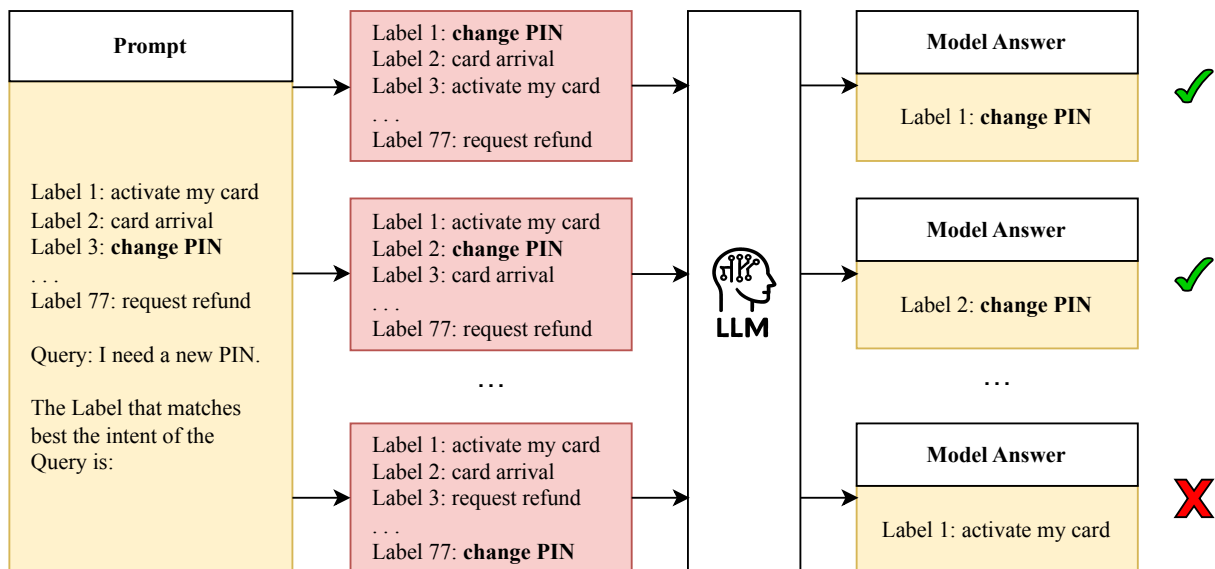 Prompt
Label 1: activate my card
Label 2: card arrival
Label 3: change PIN
. . .
Label 77: request refund
Query: I need a new PIN.
The Label that matches
best the intent of the
Query is:
Label 1: change PIN
Label 2: card arrival
Label 3: activate my card
. . .
Label 77: request refund
Label 1: activate my card
Label 2: change PIN
Label 3: card arrival
. . .
Label 77: request refund
. . .
Label 1: activate my card
Label 2: card arrival
Label 3: request refund
. . .
Label 77: change PIN
LLM
Model Answer
Label 1: change PIN
Model Answer
Label 2: change PIN
. . .
Model Answer
Label 1: activate my card